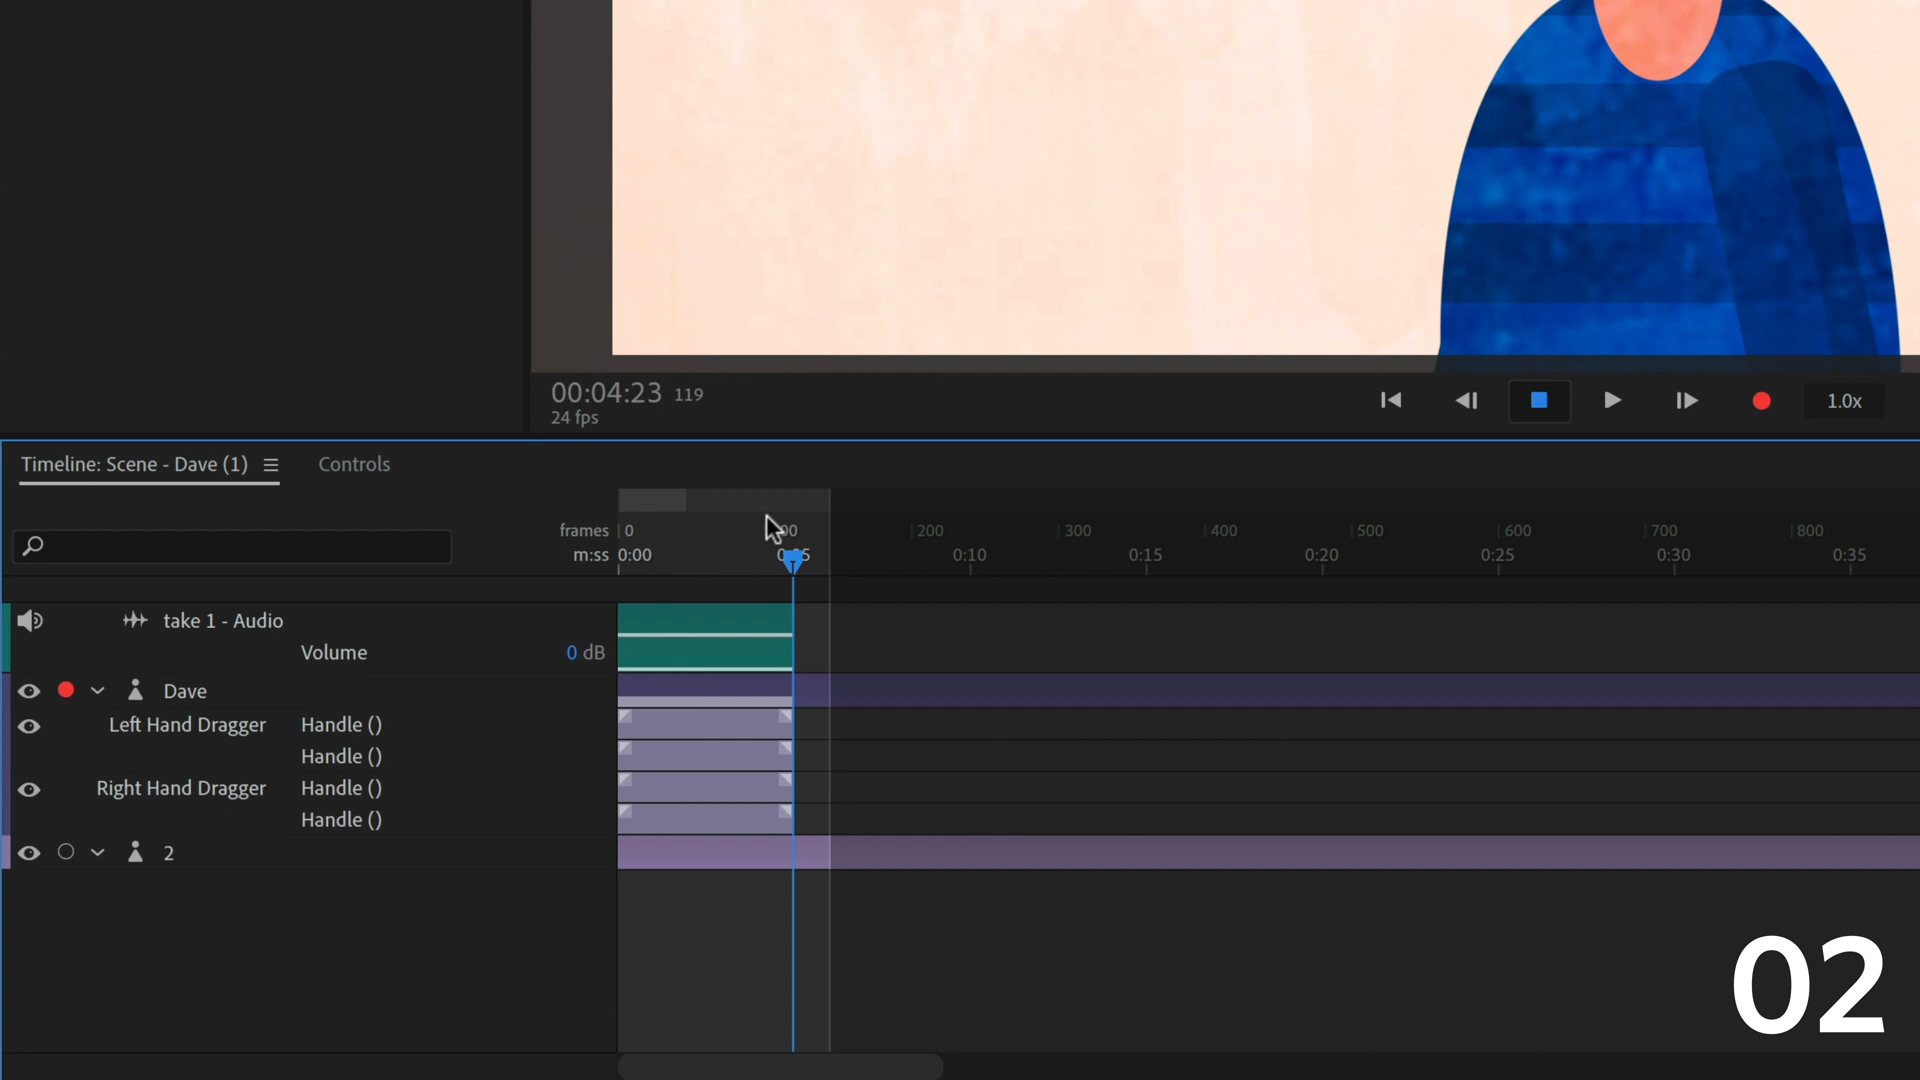 00:04:23 119
24 fps
1.0x
Timeline: Scene - Dave (1) Controls
frames 0 200 300 400 500 600 700 800
m:ss 0:00 0:10 0:15 0:20 0:25 0:30 0:35
take 1 - Audio
Volume 0 dB
Dave
Left Hand Dragger Handle ()
Handle ()
Right Hand Dragger Handle ()
Handle ()
2
02